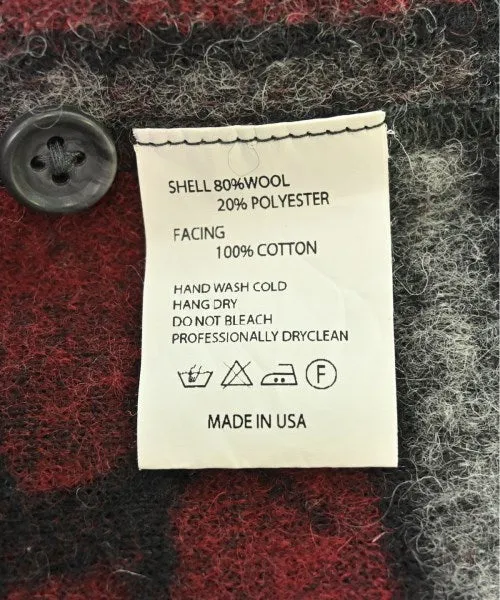 SHELL 80%WOOL
20% POLYESTER
FACING
100% COTTON
HAND WASH COLD
HANG DRY
DO NOT BLEACH
PROFESSIONALLY DRYCLEAN
F
MADE IN USA